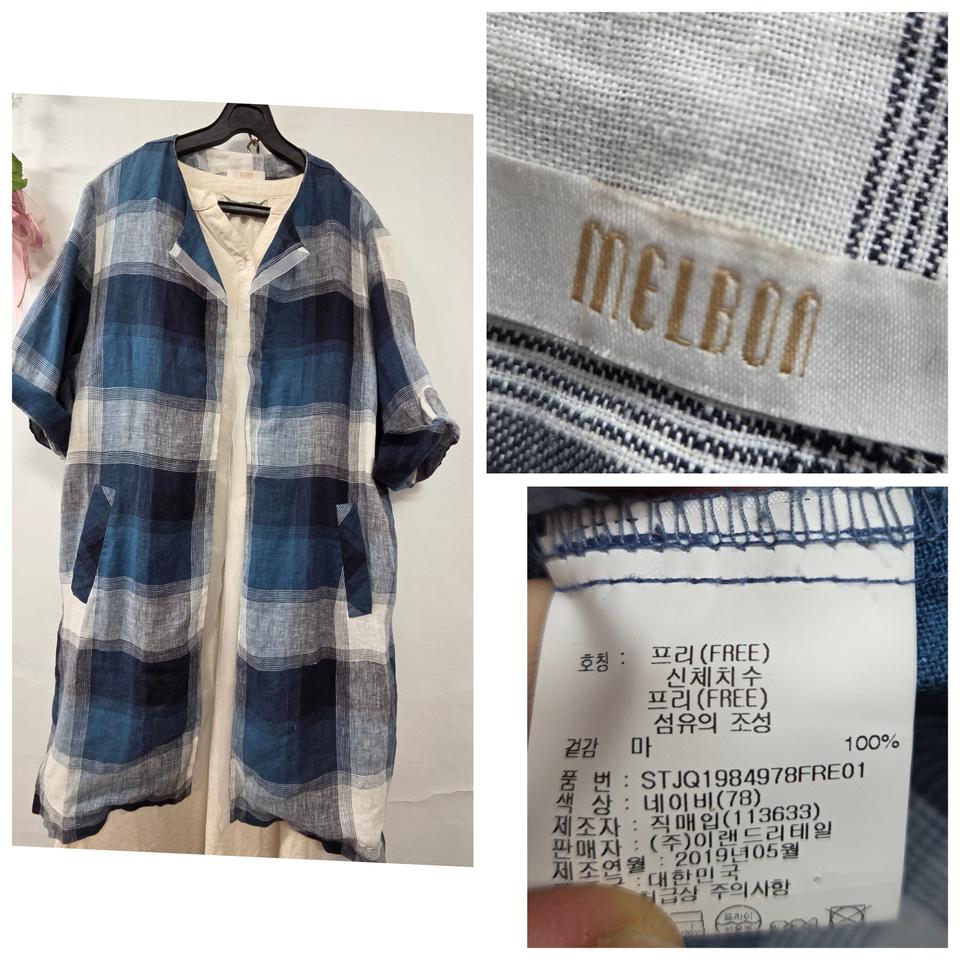 MELBON
호칭 : 프리(FREE)
신체치수
프리(FREE)
섬유의 조성
겉감 마 100%
품 번 : STJQ1984978FRE01
색 상 : 네이비(78)
제조자 : 직매입(113633)
판매자 : (주)이랜드리테일
제조연월 : 2019년05월
: 대한민국
취급상 주의사항